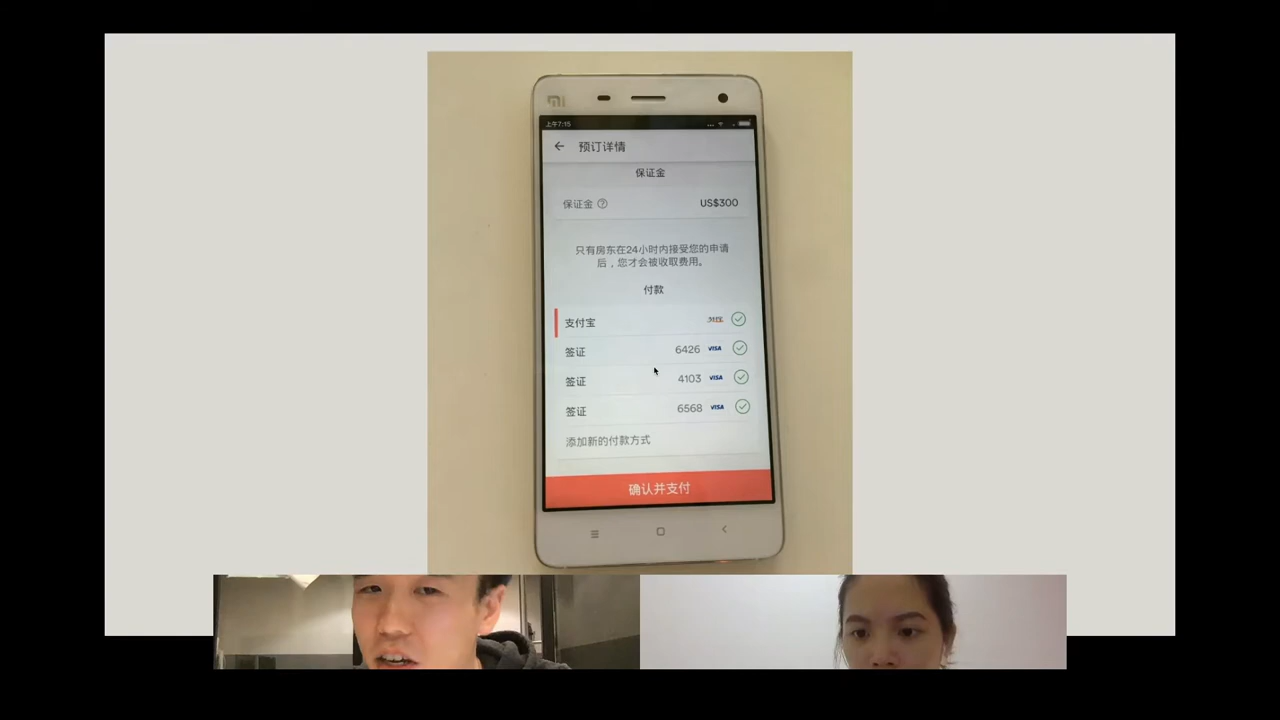 mi
上午7:15
预订详情
保证金
保证金 ? US$300
只有房东在24小时内接受您的申请
后，您才会被收取费用。
付款
支付宝
签证 6426 VISA
签证 4103 VISA
签证 6568 VISA
添加新的付款方式
确认并支付